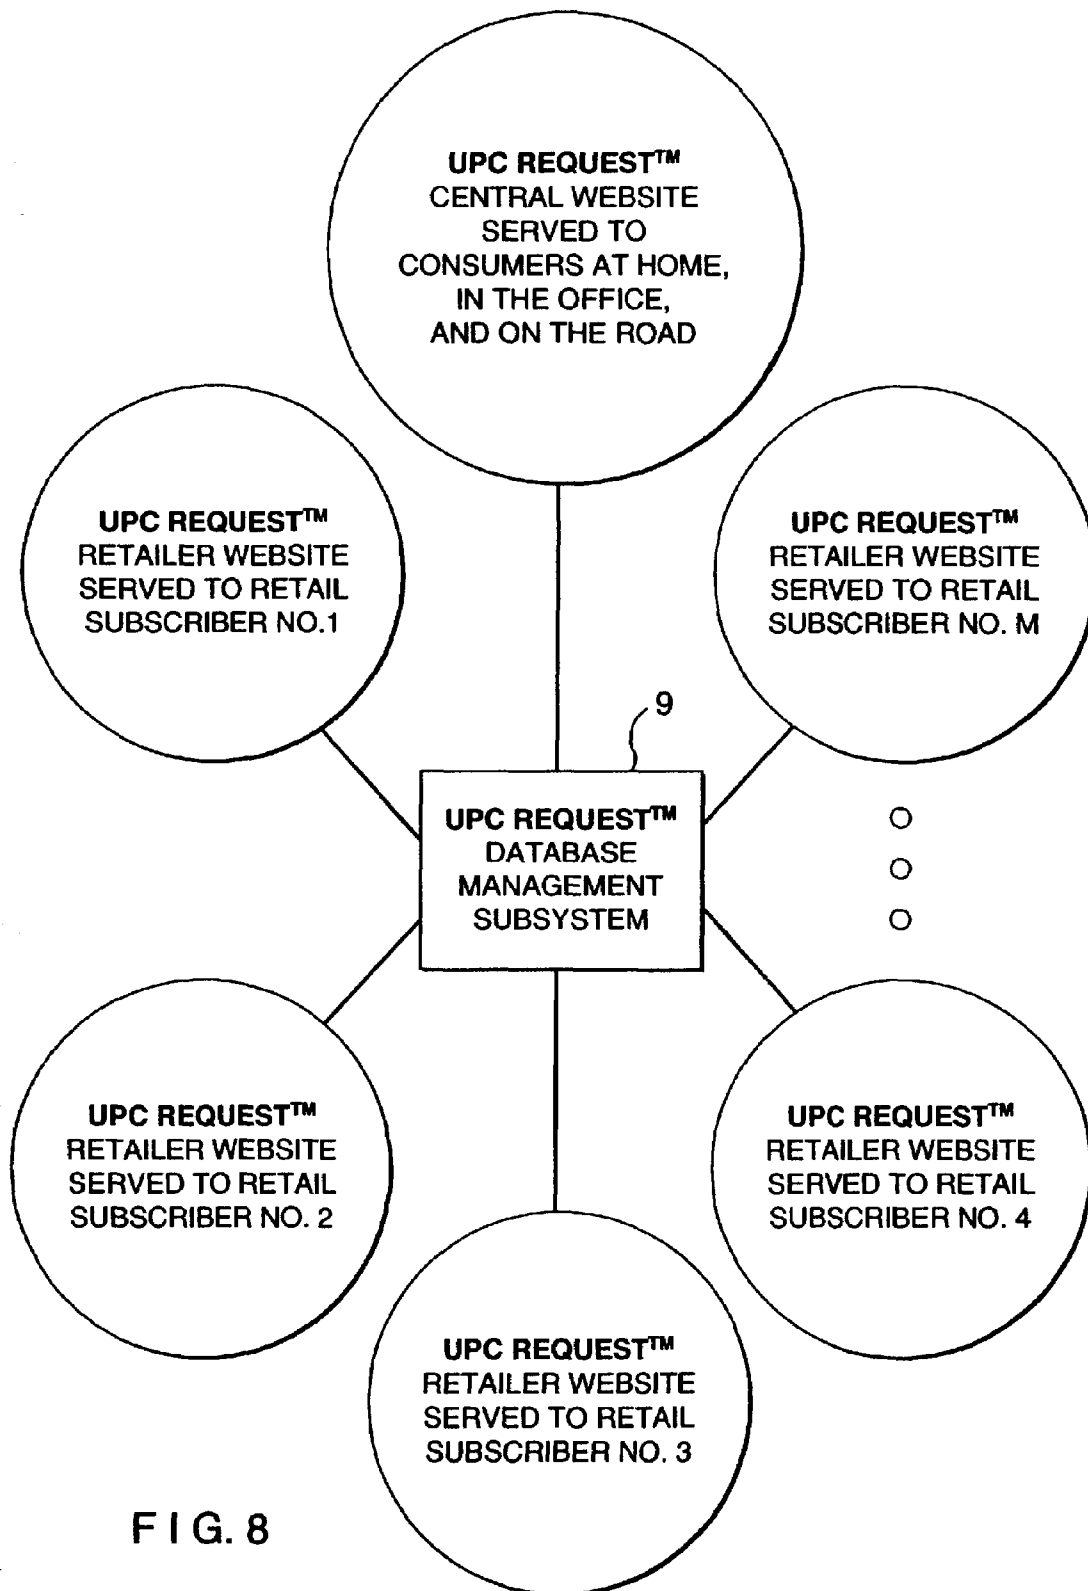 UPC REQUEST™
CENTRAL WEBSITE
SERVED TO
CONSUMERS AT HOME,
IN THE OFFICE,
AND ON THE ROAD
UPC REQUEST™
RETAILER WEBSITE
SERVED TO RETAIL
SUBSCRIBER NO.1
UPC REQUEST™
RETAILER WEBSITE
SERVED TO RETAIL
SUBSCRIBER NO. M
9
UPC REQUEST™
DATABASE
MANAGEMENT
SUBSYSTEM
UPC REQUEST™
RETAILER WEBSITE
SERVED TO RETAIL
SUBSCRIBER NO. 2
UPC REQUEST™
RETAILER WEBSITE
SERVED TO RETAIL
SUBSCRIBER NO. 4
UPC REQUEST™
RETAILER WEBSITE
SERVED TO RETAIL
SUBSCRIBER NO. 3
FIG. 8